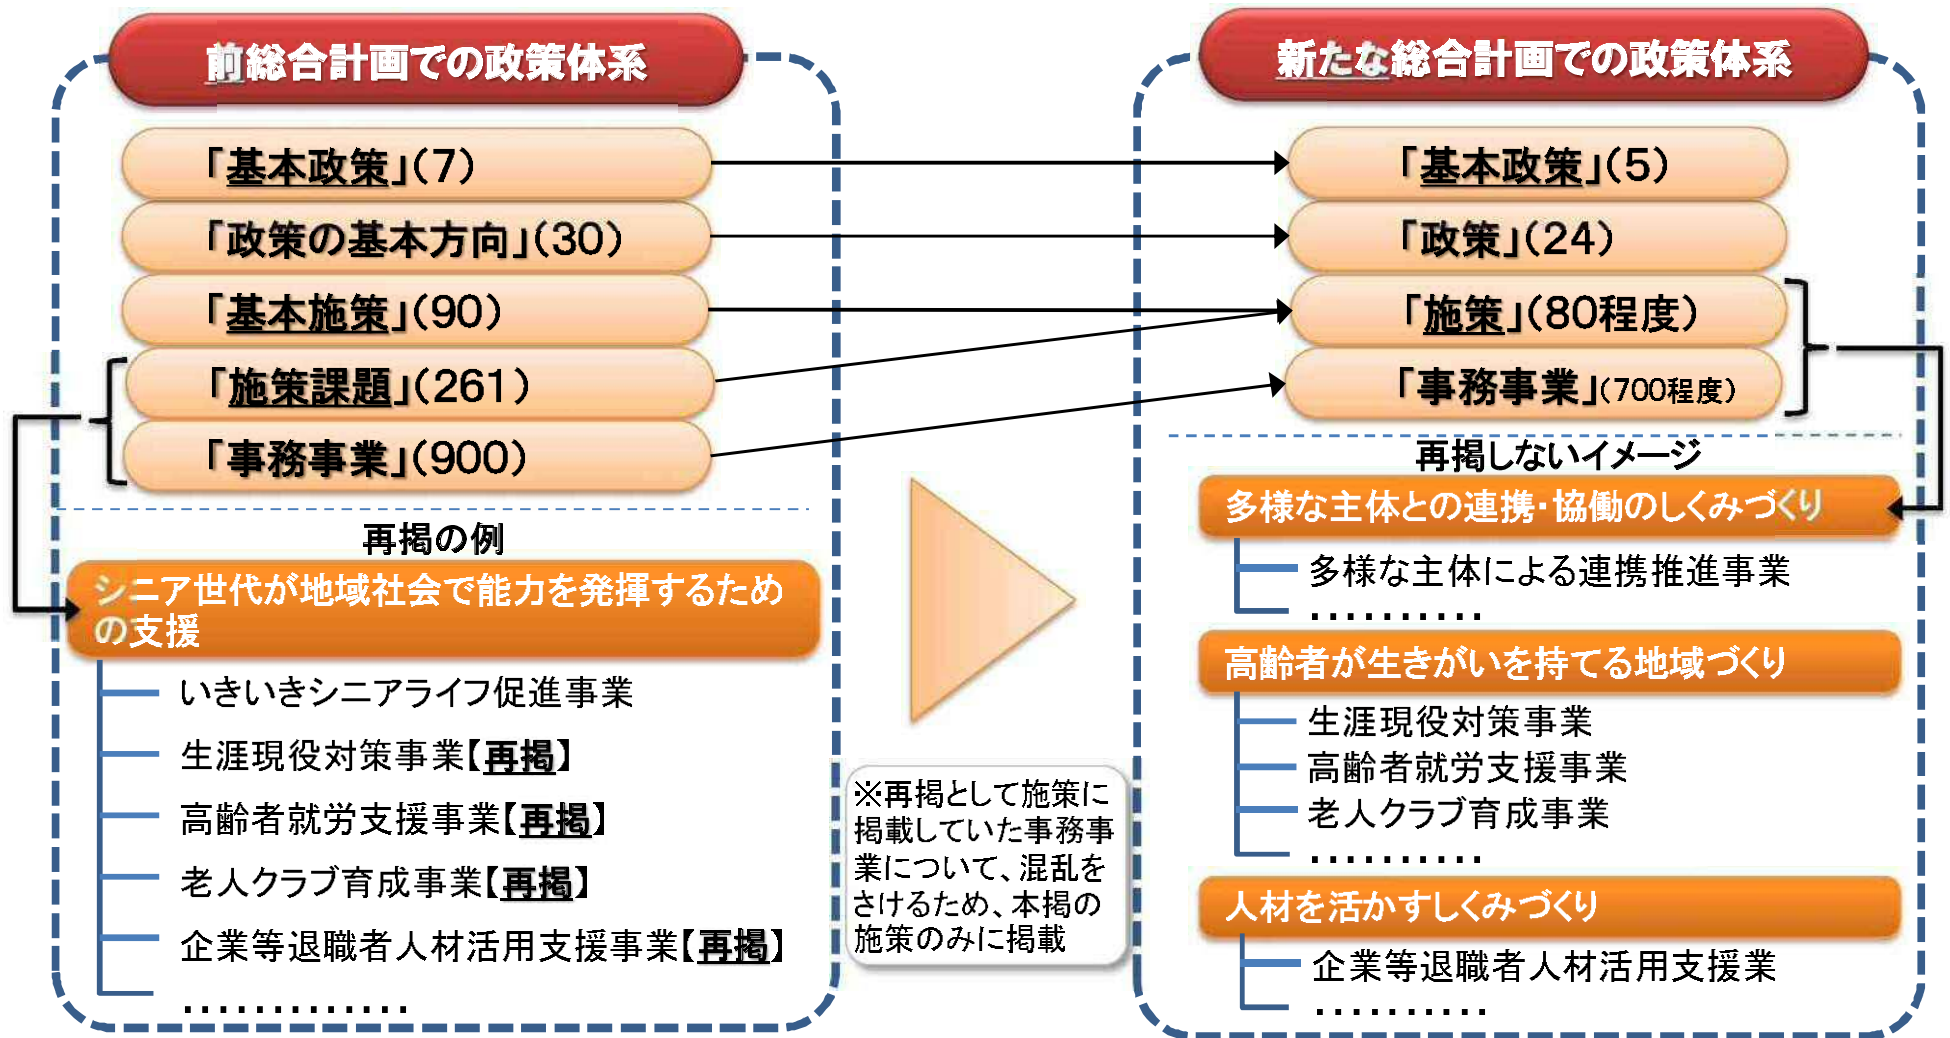 前総合計画での政策体系
「基本政策」(7)
「政策の基本方向」(30)
「基本施策」(90)
「施策課題」(261)
「事務事業」(900)
再掲の例
シニア世代が地域社会で能力を発揮するため
の支援
いきいきシニアライフ促進事業
生涯現役対策事業【再掲】
高齢者就労支援事業【再掲】
老人クラブ育成事業【再掲】
企業等退職者人材活用支援事業【再掲】
‥‥‥‥‥‥
※再掲として施策に
掲載していた事務事
業について、混乱を
さけるため、本掲の
施策のみに掲載
新たな総合計画での政策体系
「基本政策」(5)
「政策」(24)
「施策」(80程度)
「事務事業」(700程度)
再掲しないイメージ
多様な主体との連携・協働のしくみづくり
多様な主体による連携推進事業
‥‥‥‥‥
高齢者が生きがいを持てる地域づくり
生涯現役対策事業
高齢者就労支援事業
老人クラブ育成事業
‥‥‥‥‥
人材を活かすしくみづくり
企業等退職者人材活用支援業
‥‥‥‥‥